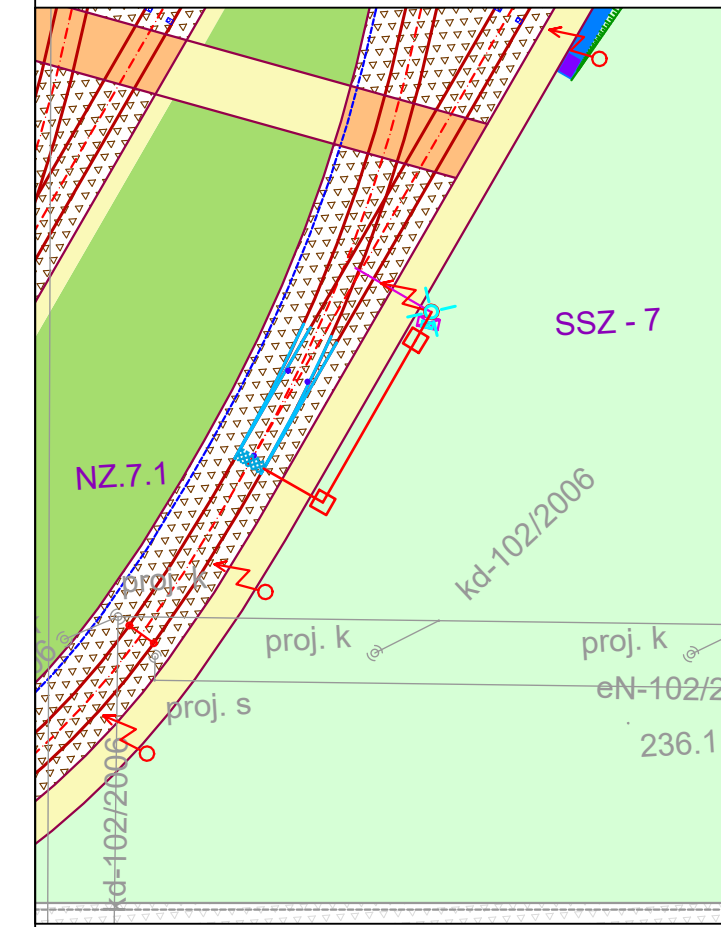 SSZ - 7
NZ.7.1
kd-102/2006
proj. k
proj. k
proj. k
eN-102/2
proj. s
236.1
kd-102/2006